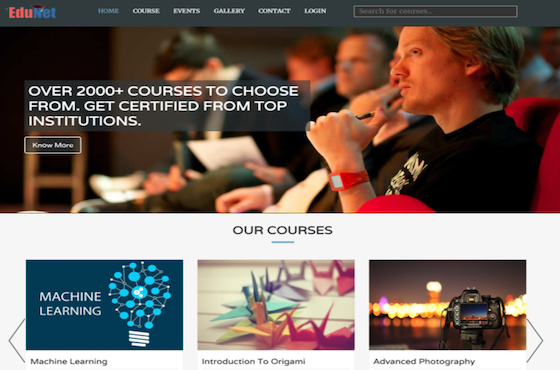 EduNet
HOME COURSE EVENTS GALLERY CONTACT LOGIN
Search for courses...
OVER 2000+ COURSES TO CHOOSE
FROM. GET CERTIFIED FROM TOP
INSTITUTIONS.
Know More
OUR COURSES
MACHINE
LEARNING
Machine Learning
Introduction To Origami
Advanced Photography